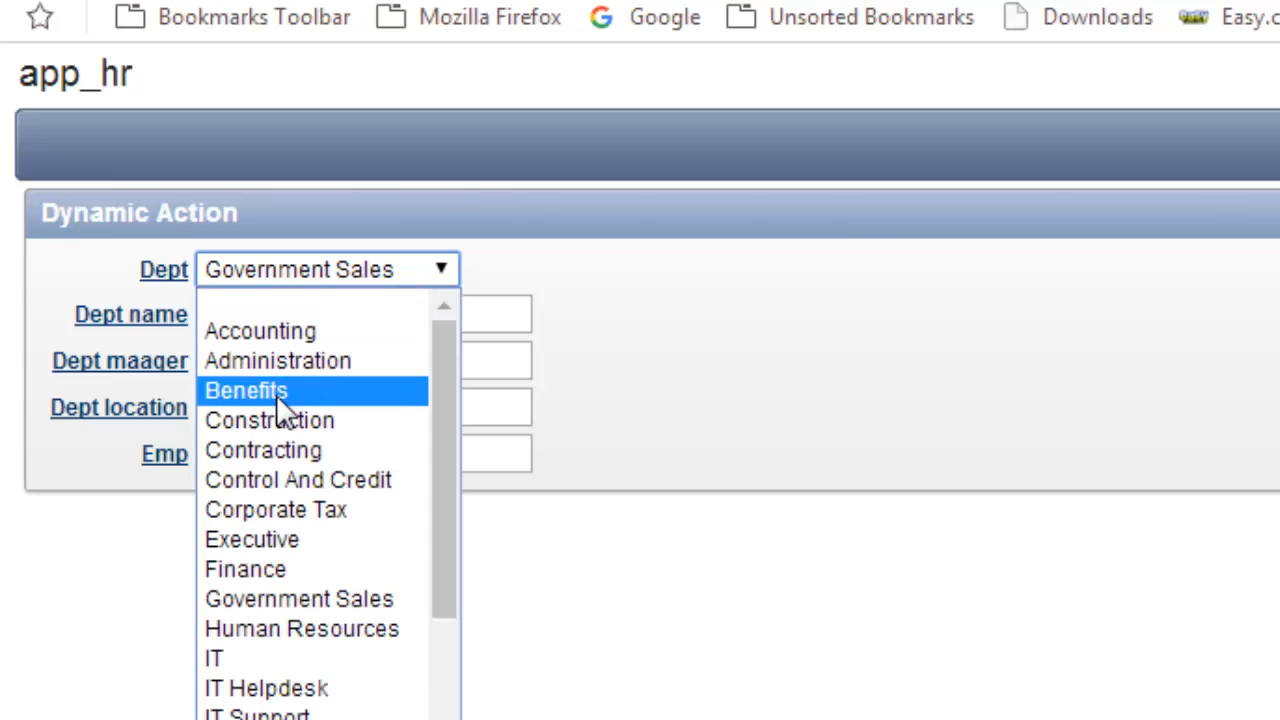 Bookmarks Toolbar Mozilla Firefox Google Unsorted Bookmarks Downloads Easy.c
app_hr
Dynamic Action
Dept Government Sales
Dept name
Accounting
Dept maager
Administration
Benefits
Dept location
Construction
Emp
Contracting
Control And Credit
Corporate Tax
Executive
Finance
Government Sales
Human Resources
IT
IT Helpdesk
IT Support